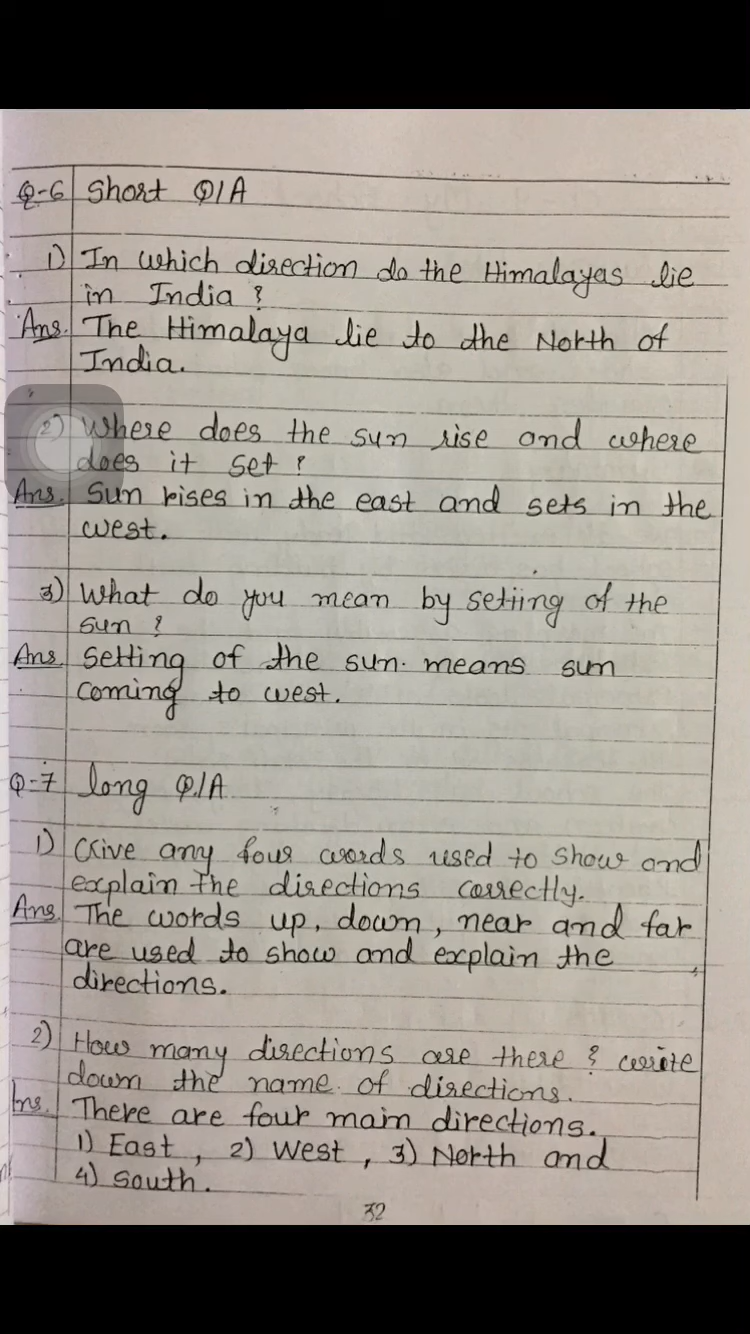 Q-6 Short Q/A
1) In which direction do the Himalayas lie
in India ?
Ans. The Himalaya lie to the North of
India.
2) Where does the sun rise and where
does it set ?
Ans. Sun rises in the east and sets in the
west.
3) What do you mean by setiing of the
sun ?
Ans. Setting of the sun. means sun
coming to west.
Q-7 long Q/A
1) Give any four words used to show and
explain the directions correctly.
Ans. The words up, down, near and far
are used to show and explain the
directions.
2) How many directions are there ? write
down the name of directions.
Ans. There are four main directions.
1) East , 2) West , 3) North and
4) South.
32